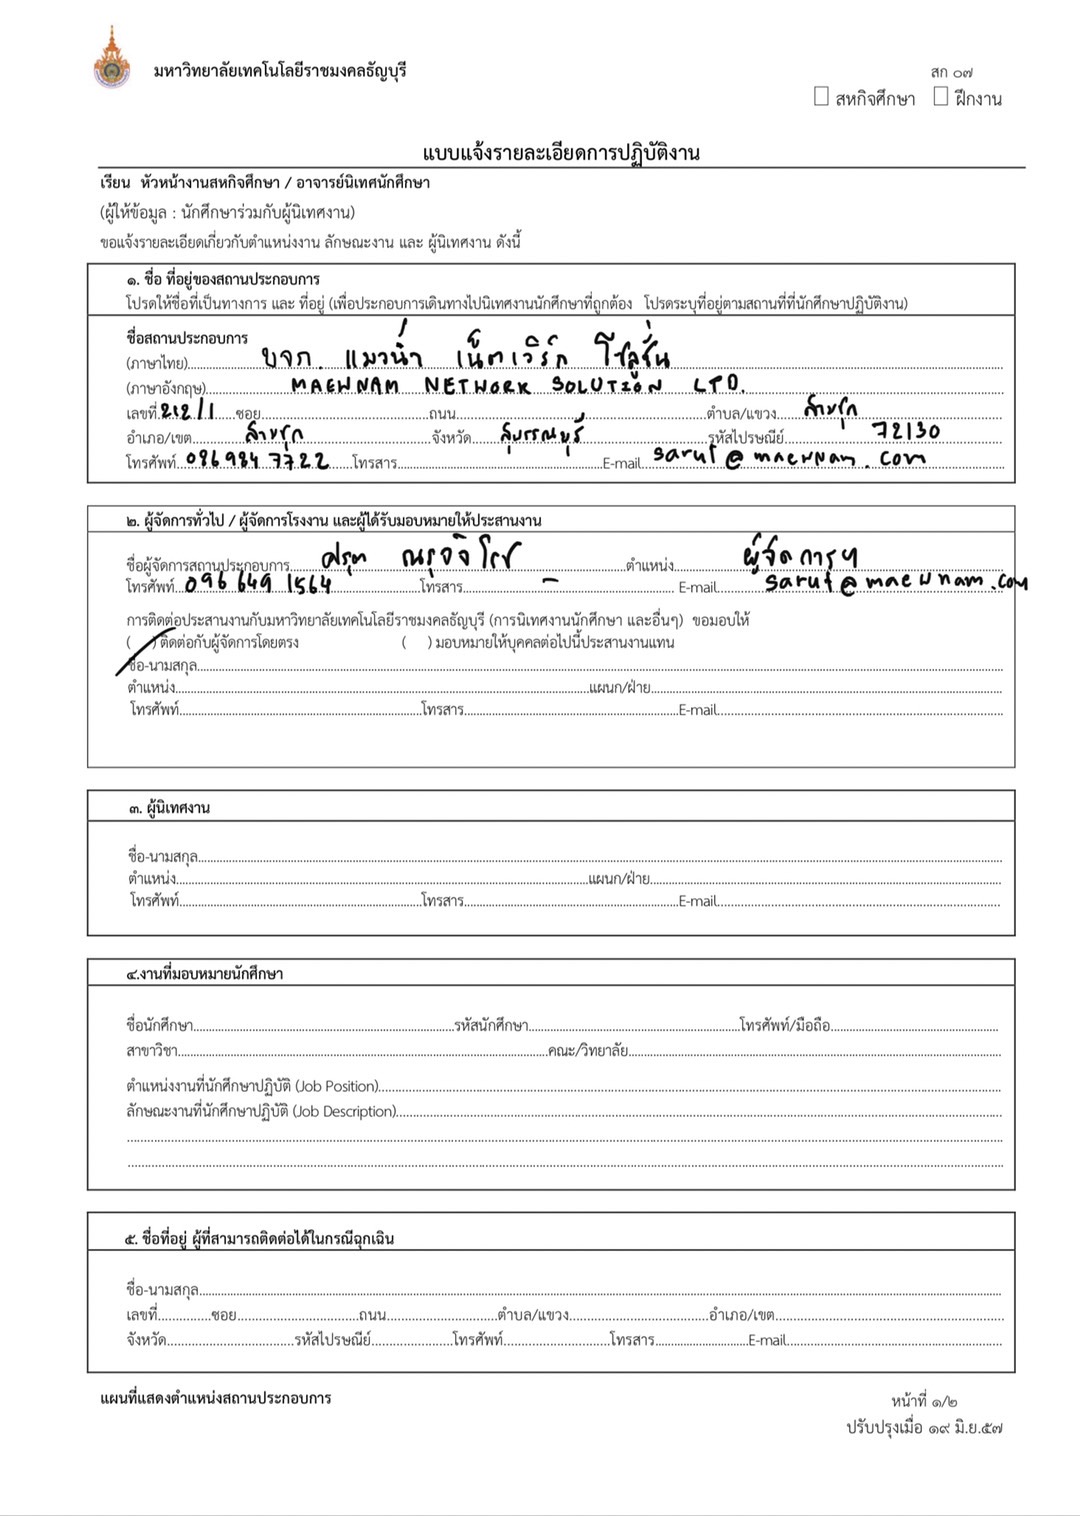 มหาวิทยาลัยเทคโนโลยีราชมงคลธัญบุรี
สก ๐๗
สหกิจศึกษา ฝึกงาน
แบบแจ้งรายละเอียดการปฏิบัติงาน
เรียน หัวหน้างานสหกิจศึกษา / อาจารย์นิเทศนักศึกษา
(ผู้ให้ข้อมูล : นักศึกษาร่วมกับผู้นิเทศงาน)
ขอแจ้งรายละเอียดเกี่ยวกับตำแหน่งงาน ลักษณะงาน และ ผู้นิเทศงาน ดังนี้
๑. ชื่อ ที่อยู่ของสถานประกอบการ
โปรดให้ชื่อที่เป็นทางการ และ ที่อยู่ (เพื่อประกอบการเดินทางไปนิเทศงานนักศึกษาที่ถูกต้อง โปรดระบุที่อยู่ตามสถานที่ที่นักศึกษาปฏิบัติงาน)
ชื่อสถานประกอบการ
(ภาษาไทย) บจก. แมวน้ำ เน็ตเวิร์ก โซลูชั่น
(ภาษาอังกฤษ) MAEWNAM NETWORK SOLUTION LTD.
เลขที่ 212/1 ซอย ถนน ตำบล/แขวง สามชุก
อำเภอ/เขต สามชุก จังหวัด สุพรรณบุรี รหัสไปรษณีย์ 72130
โทรศัพท์ 086 984 7722 โทรสาร E-mail sarut@maewnam.com
๒. ผู้จัดการทั่วไป / ผู้จัดการโรงงาน และผู้ได้รับมอบหมายให้ประสานงาน
ชื่อผู้จัดการสถานประกอบการ ศรุต ณรุจจิโรช ตำแหน่ง ผู้จัดการฯ
โทรศัพท์ 096 649 1564 โทรสาร - E-mail sarut@maewnam.com
การติดต่อประสานงานกับมหาวิทยาลัยเทคโนโลยีราชมงคลธัญบุรี (การนิเทศงานนักศึกษา และอื่นๆ) ขอมอบให้
( / ) ติดต่อกับผู้จัดการโดยตรง ( ) มอบหมายให้บุคคลต่อไปนี้ประสานงานแทน
ชื่อ-นามสกุล
ตำแหน่ง แผนก/ฝ่าย
โทรศัพท์ โทรสาร E-mail
๓. ผู้นิเทศงาน
ชื่อ-นามสกุล
ตำแหน่ง แผนก/ฝ่าย
โทรศัพท์ โทรสาร E-mail
๔.งานที่มอบหมายนักศึกษา
ชื่อนักศึกษา รหัสนักศึกษา โทรศัพท์/มือถือ
สาขาวิชา คณะ/วิทยาลัย
ตำแหน่งงานที่นักศึกษาปฏิบัติ (Job Position)
ลักษณะงานที่นักศึกษาปฏิบัติ (Job Description)
๕. ชื่อที่อยู่ ผู้ที่สามารถติดต่อได้ในกรณีฉุกเฉิน
ชื่อ-นามสกุล
เลขที่ ซอย ถนน ตำบล/แขวง อำเภอ/เขต
จังหวัด รหัสไปรษณีย์ โทรศัพท์ โทรสาร E-mail
แผนที่แสดงตำแหน่งสถานประกอบการ
หน้าที่ ๑/๒
ปรับปรุงเมื่อ ๑๙ มิ.ย.๕๗